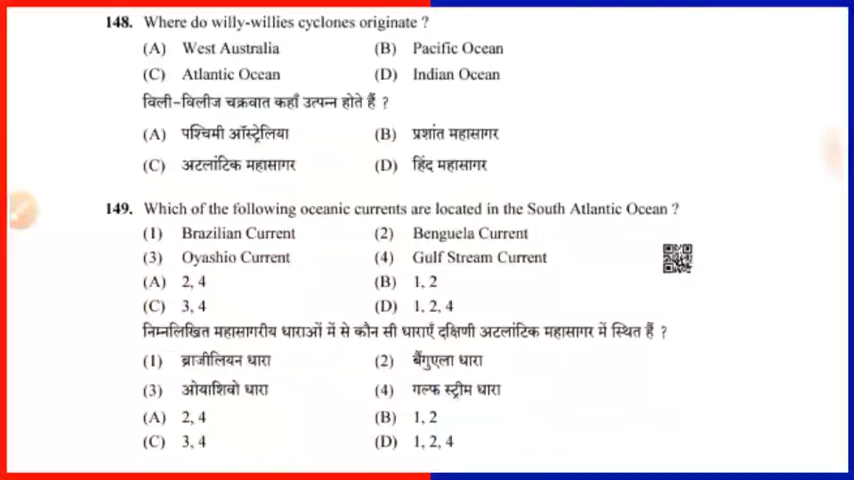 148. Where do willy-willies cyclones originate ?
(A) West Australia (B) Pacific Ocean
(C) Atlantic Ocean (D) Indian Ocean
विली-विलीज चक्रवात कहाँ उत्पन्न होते हैं ?
(A) पश्चिमी ऑस्ट्रेलिया (B) प्रशांत महासागर
(C) अटलांटिक महासागर (D) हिंद महासागर
149. Which of the following oceanic currents are located in the South Atlantic Ocean ?
(1) Brazilian Current (2) Benguela Current
(3) Oyashio Current (4) Gulf Stream Current
(A) 2, 4 (B) 1, 2
(C) 3, 4 (D) 1, 2, 4
निम्नलिखित महासागरीय धाराओं में से कौन सी धाराएँ दक्षिणी अटलांटिक महासागर में स्थित हैं ?
(1) ब्राजीलियन धारा (2) बेंगुएला धारा
(3) ओयाशिवो धारा (4) गल्फ स्ट्रीम धारा
(A) 2, 4 (B) 1, 2
(C) 3, 4 (D) 1, 2, 4